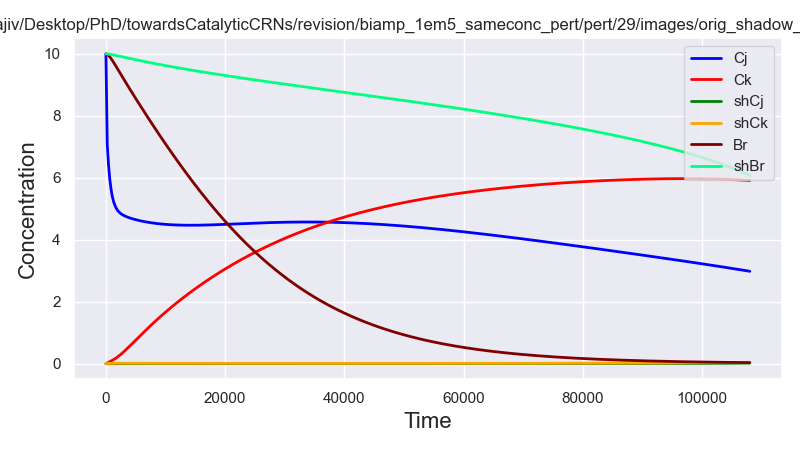 ajiv/Desktop/PhD/towardsCatalyticCRNs/revision/biamp_1em5_sameconc_pert/pert/29/images/orig_shadow_
10
8
6
4
2
0
Concentration
0 20000 40000 60000 80000 100000
Time
Cj
Ck
shCj
shCk
Br
shBr